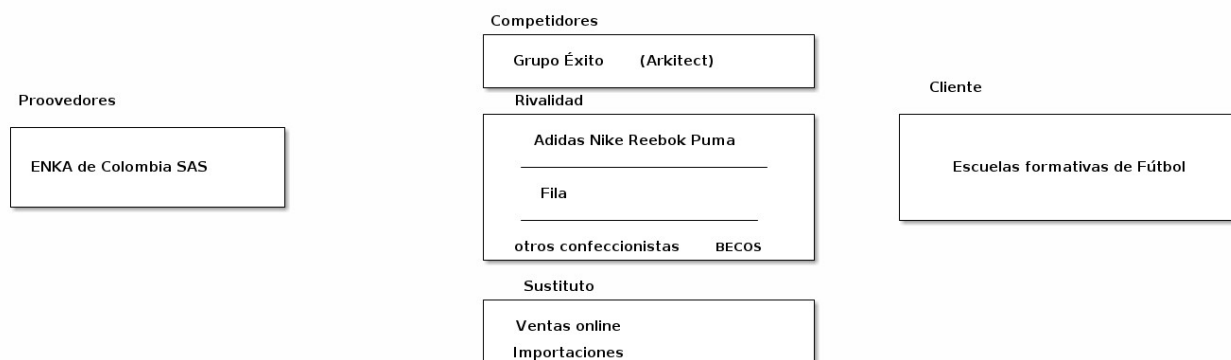 Competidores
Grupo Éxito (Arkitect)
Proovedores
ENKA de Colombia SAS
Rivalidad
Adidas Nike Reebok Puma
Fila
otros confeccionistas BECOS
Cliente
Escuelas formativas de Fútbol
Sustituto
Ventas online
Importaciones